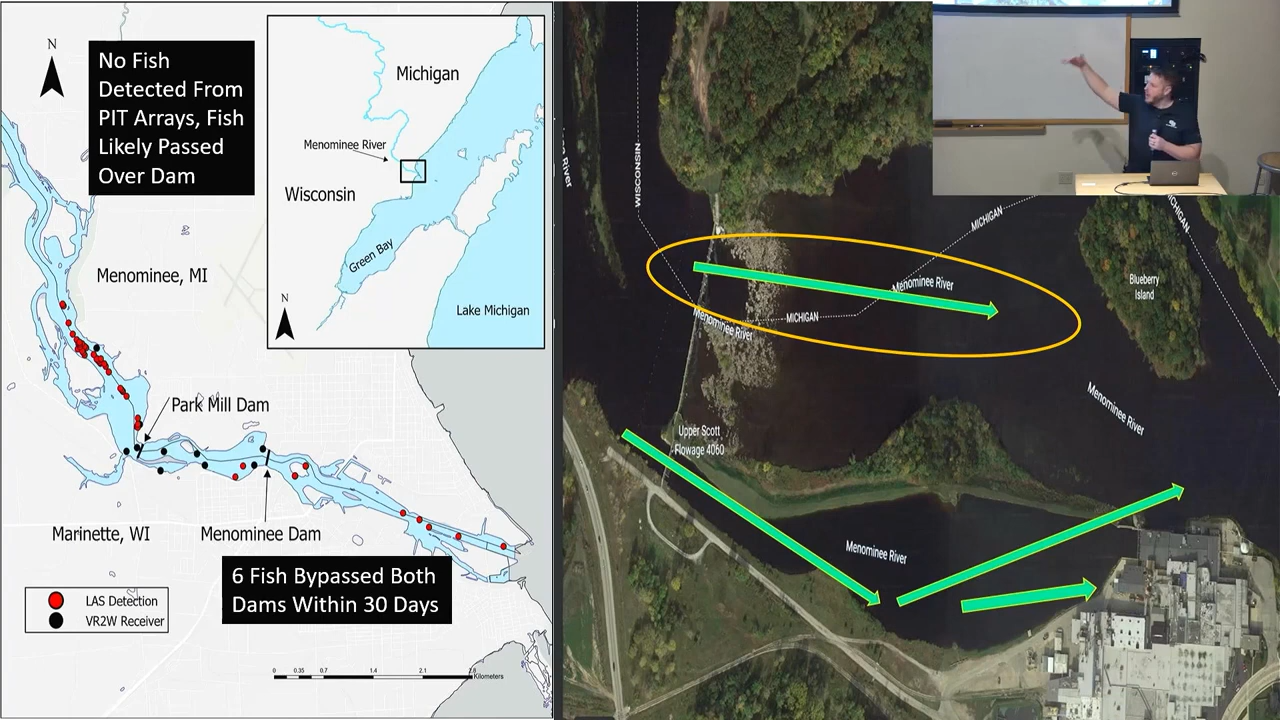 N
No Fish
Detected From
PIT Arrays, Fish
Likely Passed
Over Dam
Michigan
Menominee River
Wisconsin
Green Bay
N
Lake Michigan
Menominee, MI
Park Mill Dam
Marinette, WI
Menominee Dam
6 Fish Bypassed Both
Dams Within 30 Days
LAS Detection
VR2W Receiver
0 0.35 0.7 1.4 2.1 2.8
Kilometers
River
WISCONSIN
MICHIGAN
MICHIGAN
Menominee River
Blueberry
Island
MICHIGAN
Menominee River
Menominee River
Upper Scott
Flowage 4060
Menominee River